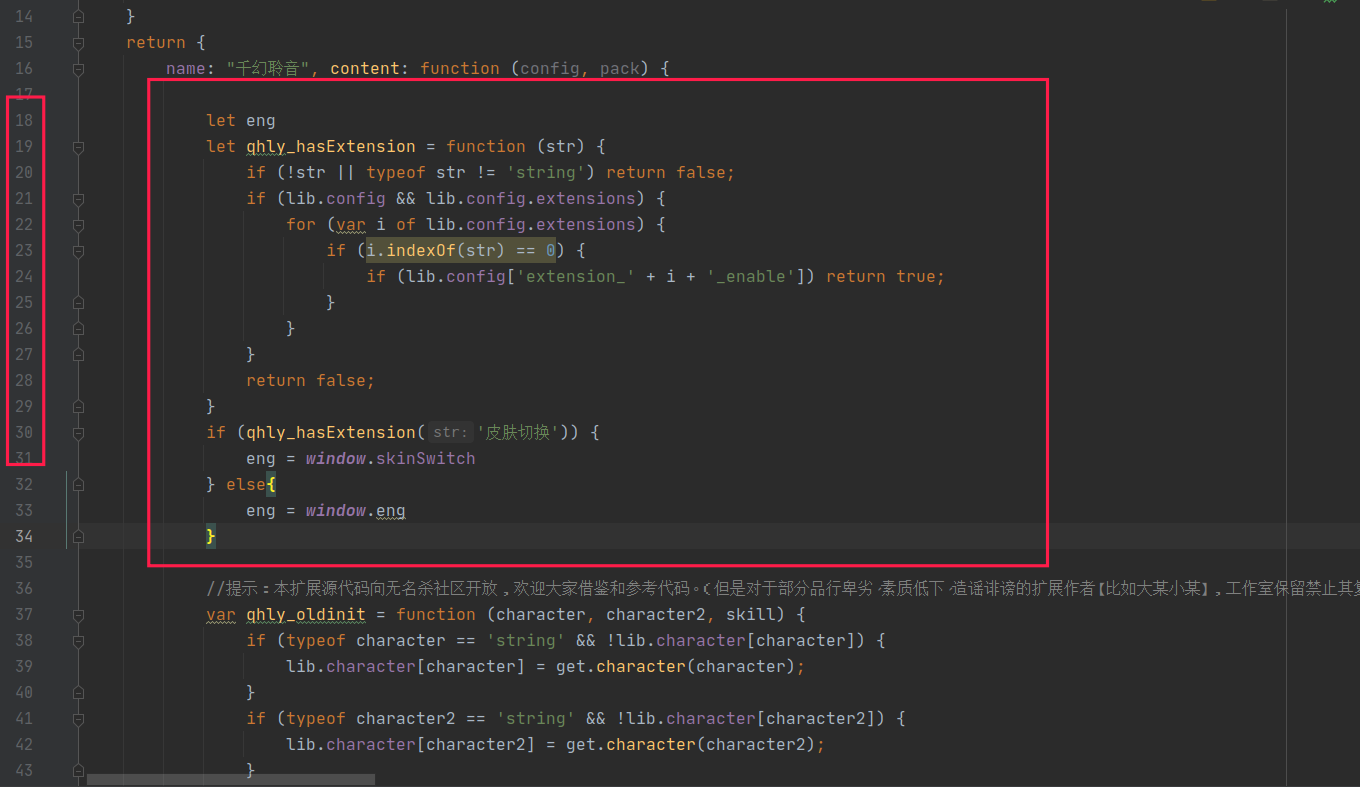 14 }
15 return {
16 name: "千幻聆音", content: function (config, pack) {
17
18 let eng
19 let qhly_hasExtension = function (str) {
20 if (!str || typeof str != 'string') return false;
21 if (lib.config && lib.config.extensions) {
22 for (var i of lib.config.extensions) {
23 if (i.indexOf(str) == 0) {
24 if (lib.config['extension_' + i + '_enable']) return true;
25 }
26 }
27 }
28 return false;
29 }
30 if (qhly_hasExtension( str: '皮肤切换')) {
31 eng = window.skinSwitch
32 } else{
33 eng = window.eng
34 }
35
36 //提示：本扩展源代码向无名杀社区开放，欢迎大家借鉴和参考代码。（但是对于部分品行卑劣、素质低下、造谣诽谤的扩展作者【比如大某小某】，工作室保留禁止其
37 var qhly_oldinit = function (character, character2, skill) {
38 if (typeof character == 'string' && !lib.character[character]) {
39 lib.character[character] = get.character(character);
40 }
41 if (typeof character2 == 'string' && !lib.character[character2]) {
42 lib.character[character2] = get.character(character2);
43 }